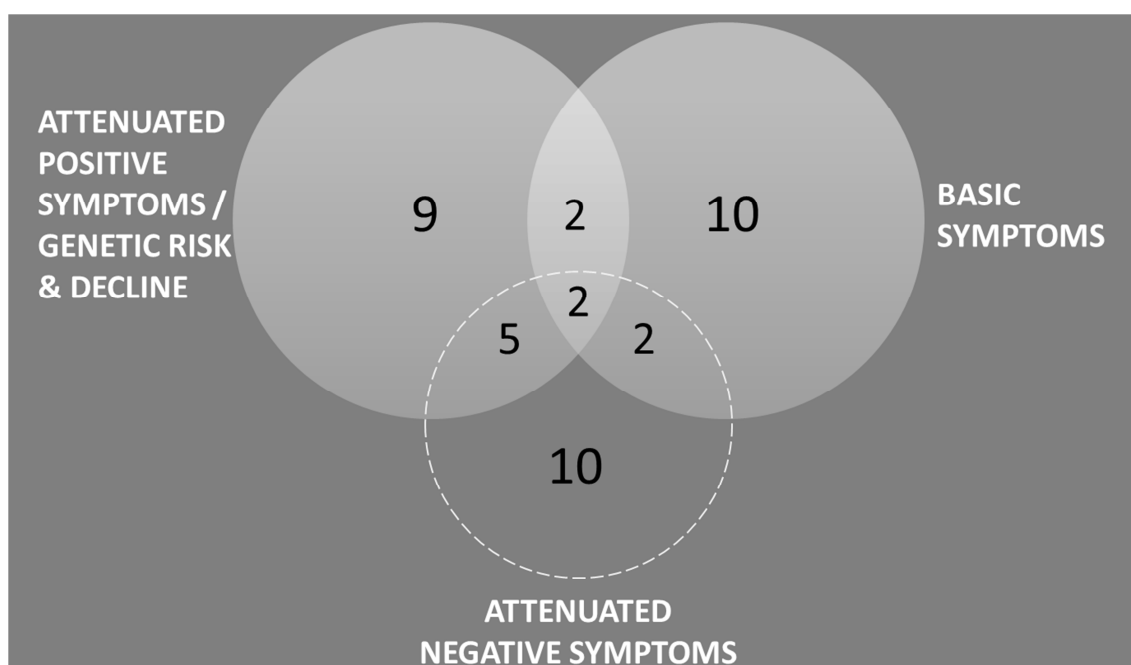 ATTENUATED
POSITIVE
SYMPTOMS /
GENETIC RISK
& DECLINE
9
2
10
BASIC
SYMPTOMS
2
5
2
10
ATTENUATED
NEGATIVE SYMPTOMS